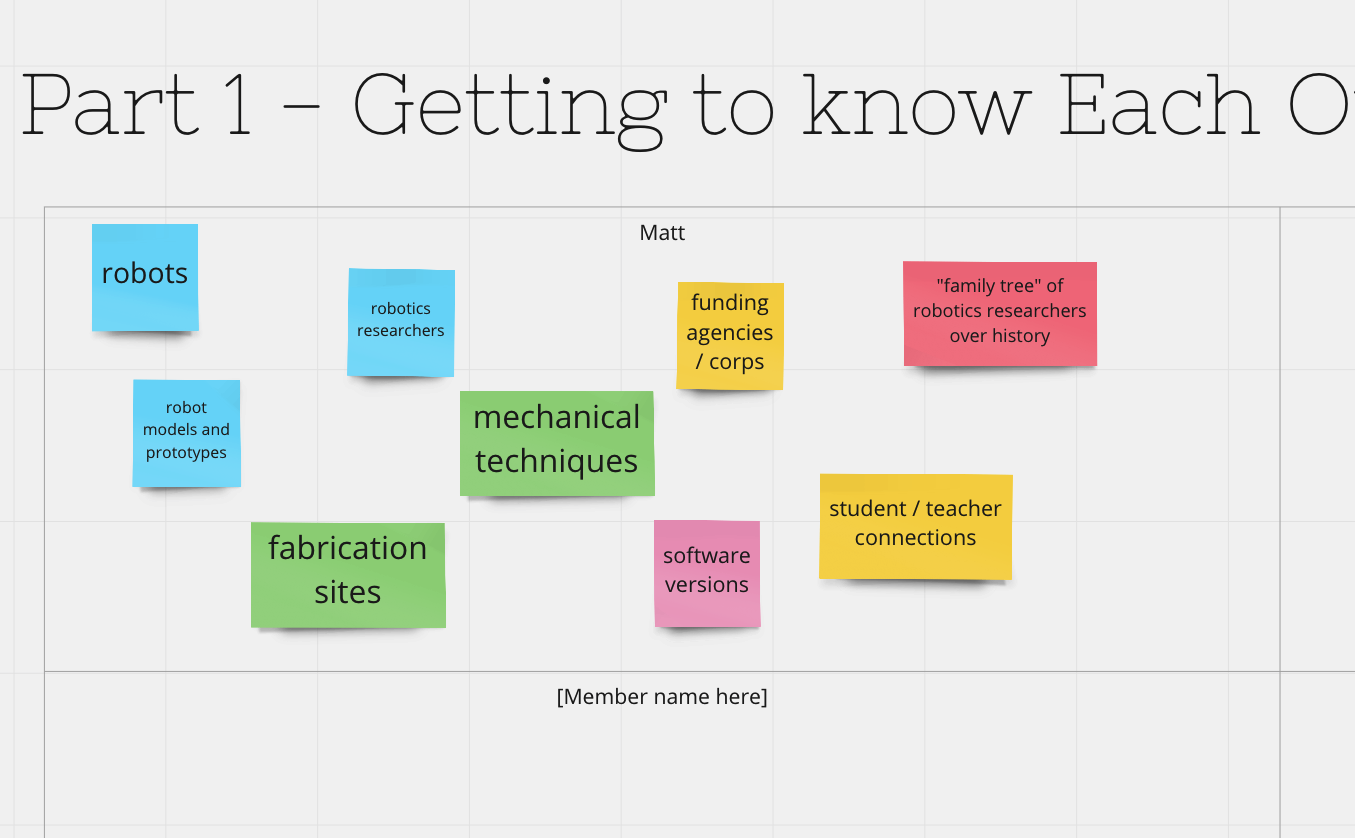 Part 1 – Getting to know Each O
Matt
robots
robotics
researchers
funding
agencies
/ corps
"family tree" of
robotics researchers
over history
robot
models and
prototypes
mechanical
techniques
student / teacher
connections
fabrication
sites
software
versions
[Member name here]